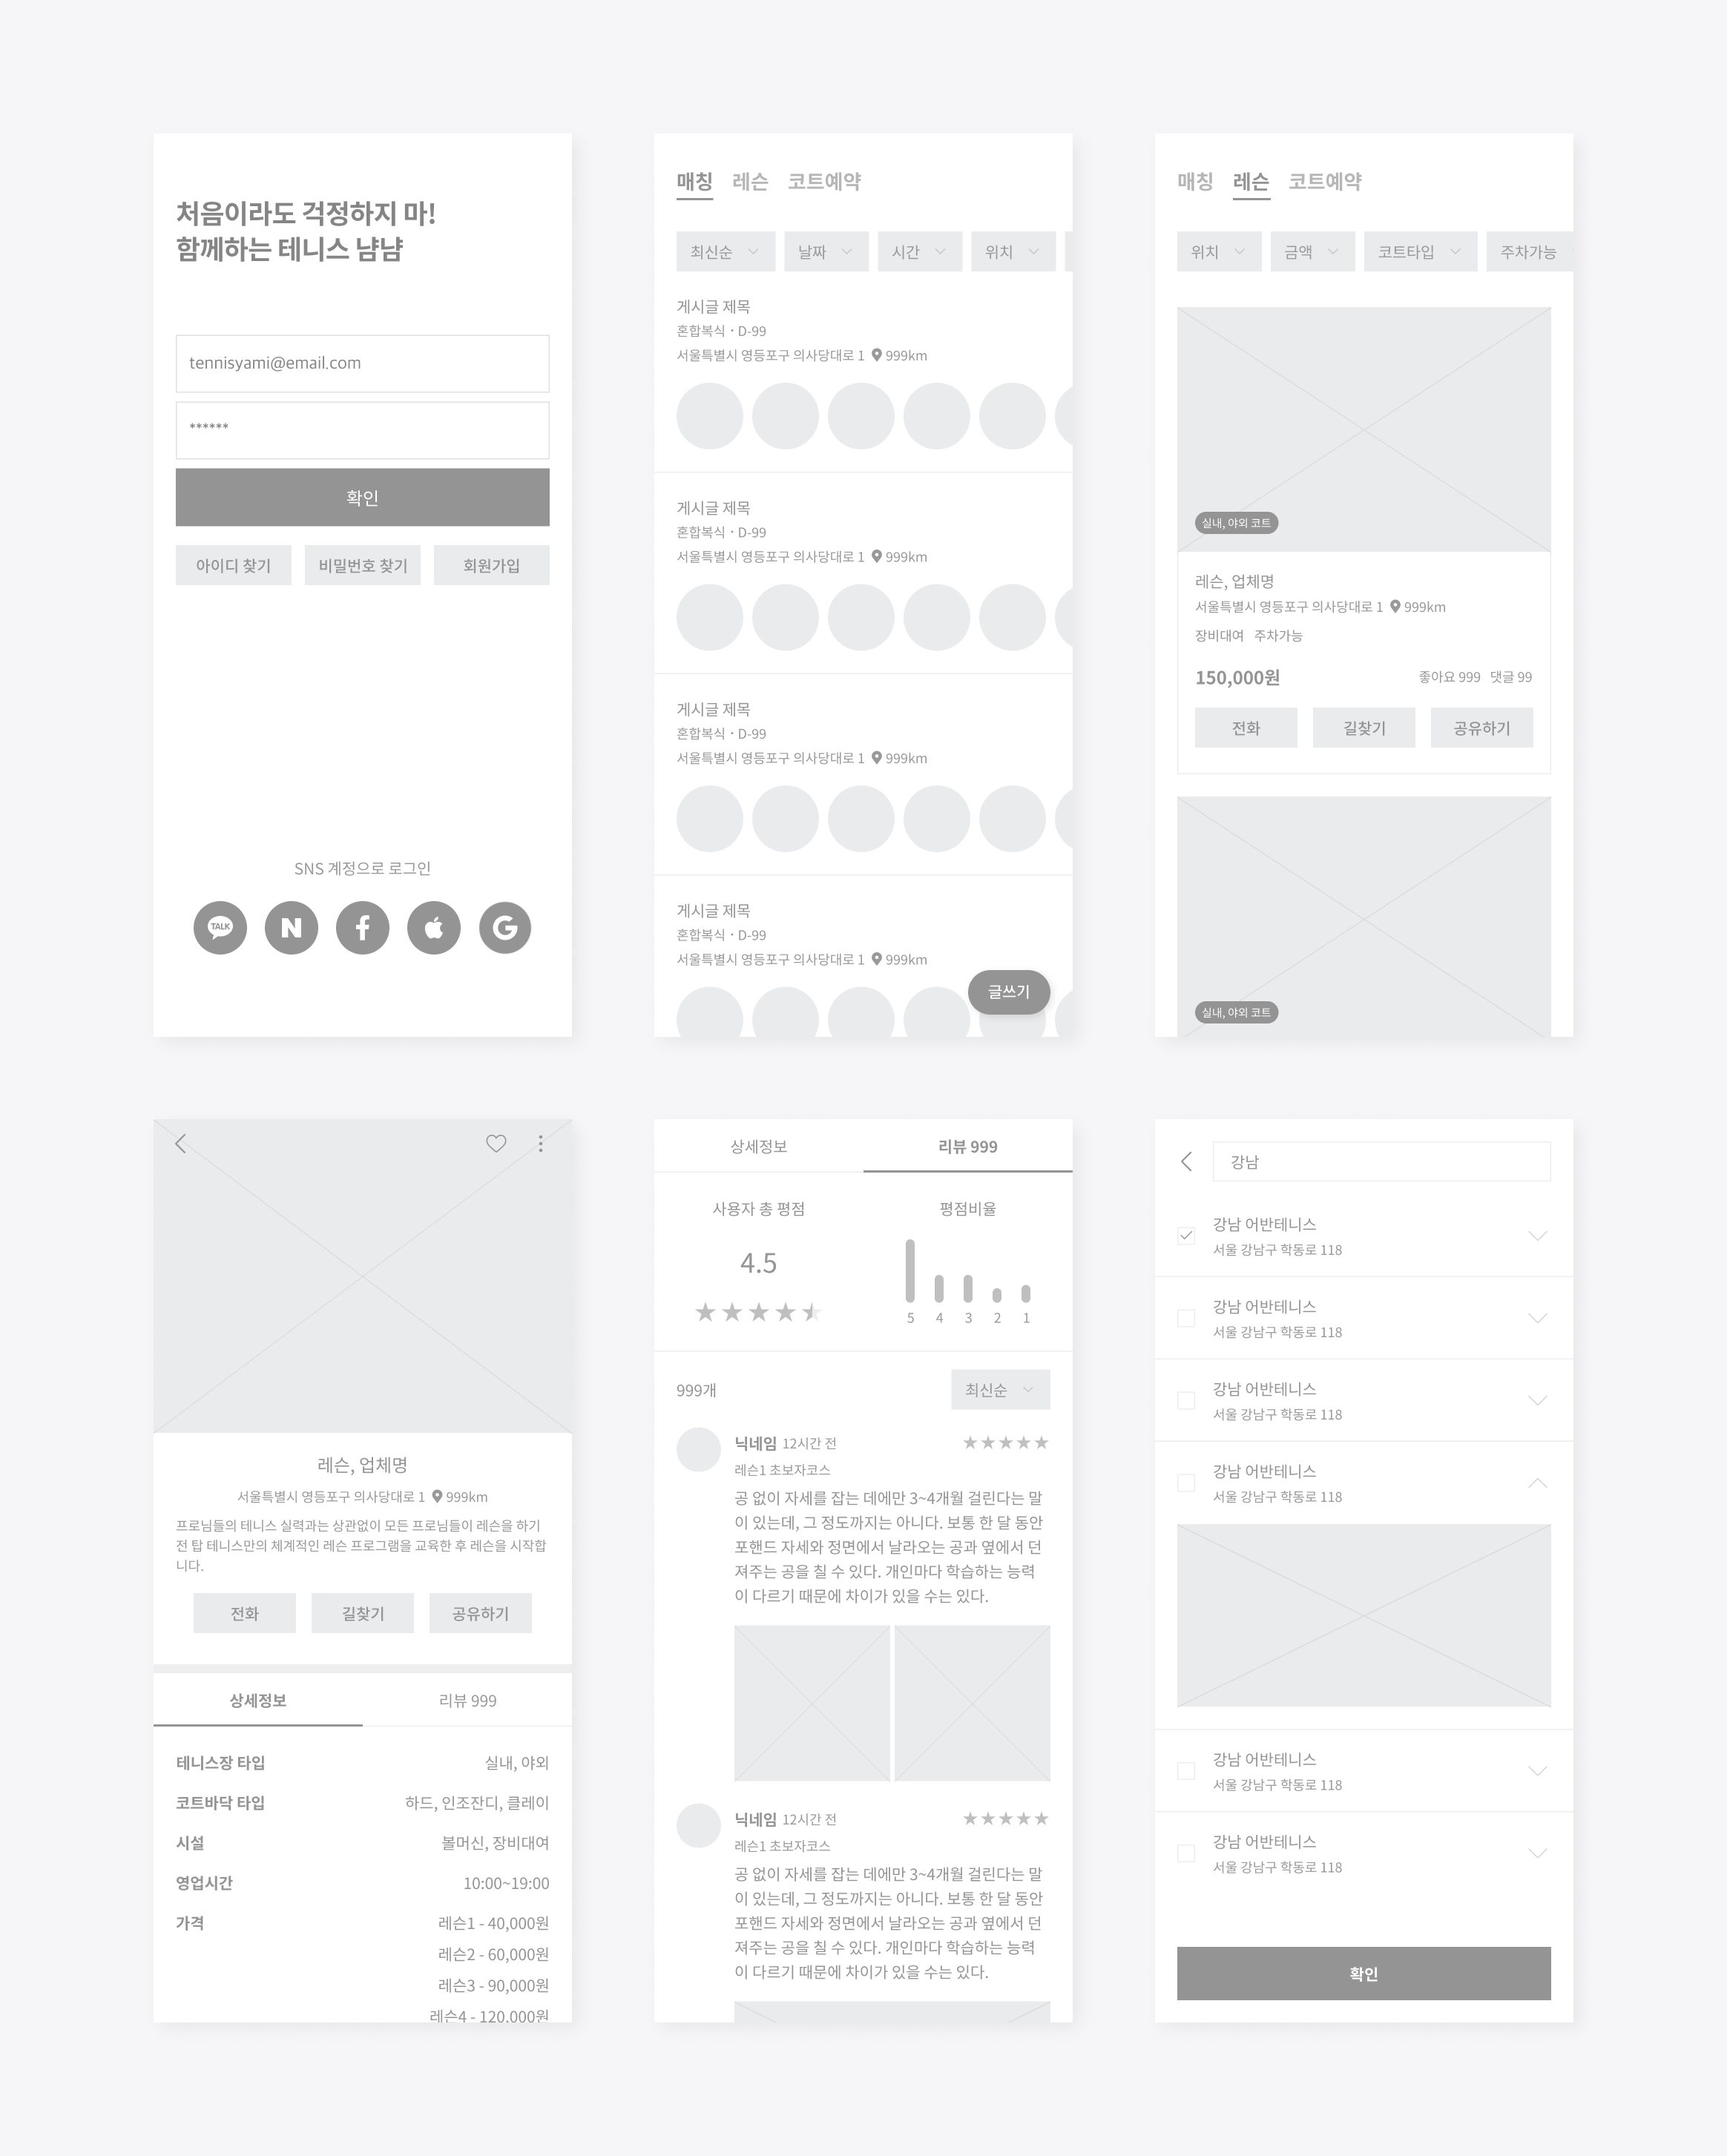 처음이라도 걱정하지 마!
함께하는 테니스 냠냠
tennisyami@email.com
******
확인
아이디 찾기
비밀번호 찾기
회원가입
SNS 계정으로 로그인
TALK
N
f
G
매칭 레슨 코트예약
최신순
날짜
시간
위치
게시글 제목
혼합복식 · D-99
서울특별시 영등포구 의사당대로 1 999km
게시글 제목
혼합복식 · D-99
서울특별시 영등포구 의사당대로 1 999km
게시글 제목
혼합복식 · D-99
서울특별시 영등포구 의사당대로 1 999km
게시글 제목
혼합복식 · D-99
서울특별시 영등포구 의사당대로 1 999km
글쓰기
매칭 레슨 코트예약
위치
금액
코트타입
주차가능
실내, 야외 코트
레슨, 업체명
서울특별시 영등포구 의사당대로 1 999km
장비대여 주차가능
150,000원
좋아요 999 댓글 99
전화
길찾기
공유하기
실내, 야외 코트
레슨, 업체명
서울특별시 영등포구 의사당대로 1 999km
프로님들의 테니스 실력과는 상관없이 모든 프로님들이 레슨을 하기
전 탑 테니스만의 체계적인 레슨 프로그램을 교육한 후 레슨을 시작합
니다.
전화
길찾기
공유하기
상세정보
리뷰 999
테니스장 타입 실내, 야외
코트바닥 타입 하드, 인조잔디, 클레이
시설 볼머신, 장비대여
영업시간 10:00~19:00
가격 레슨1 - 40,000원
레슨2 - 60,000원
레슨3 - 90,000원
레슨4 - 120,000원
상세정보
리뷰 999
사용자 총 평점
4.5
평점비율
5 4 3 2 1
999개
최신순
닉네임 12시간 전
레슨1 초보자코스
공 없이 자세를 잡는 데에만 3~4개월 걸린다는 말
이 있는데, 그 정도까지는 아니다. 보통 한 달 동안
포핸드 자세와 정면에서 날라오는 공과 옆에서 던
져주는 공을 칠 수 있다. 개인마다 학습하는 능력
이 다르기 때문에 차이가 있을 수는 있다.
닉네임 12시간 전
레슨1 초보자코스
공 없이 자세를 잡는 데에만 3~4개월 걸린다는 말
이 있는데, 그 정도까지는 아니다. 보통 한 달 동안
포핸드 자세와 정면에서 날라오는 공과 옆에서 던
져주는 공을 칠 수 있다. 개인마다 학습하는 능력
이 다르기 때문에 차이가 있을 수는 있다.
강남
강남 어반테니스
서울 강남구 학동로 118
강남 어반테니스
서울 강남구 학동로 118
강남 어반테니스
서울 강남구 학동로 118
강남 어반테니스
서울 강남구 학동로 118
강남 어반테니스
서울 강남구 학동로 118
강남 어반테니스
서울 강남구 학동로 118
확인